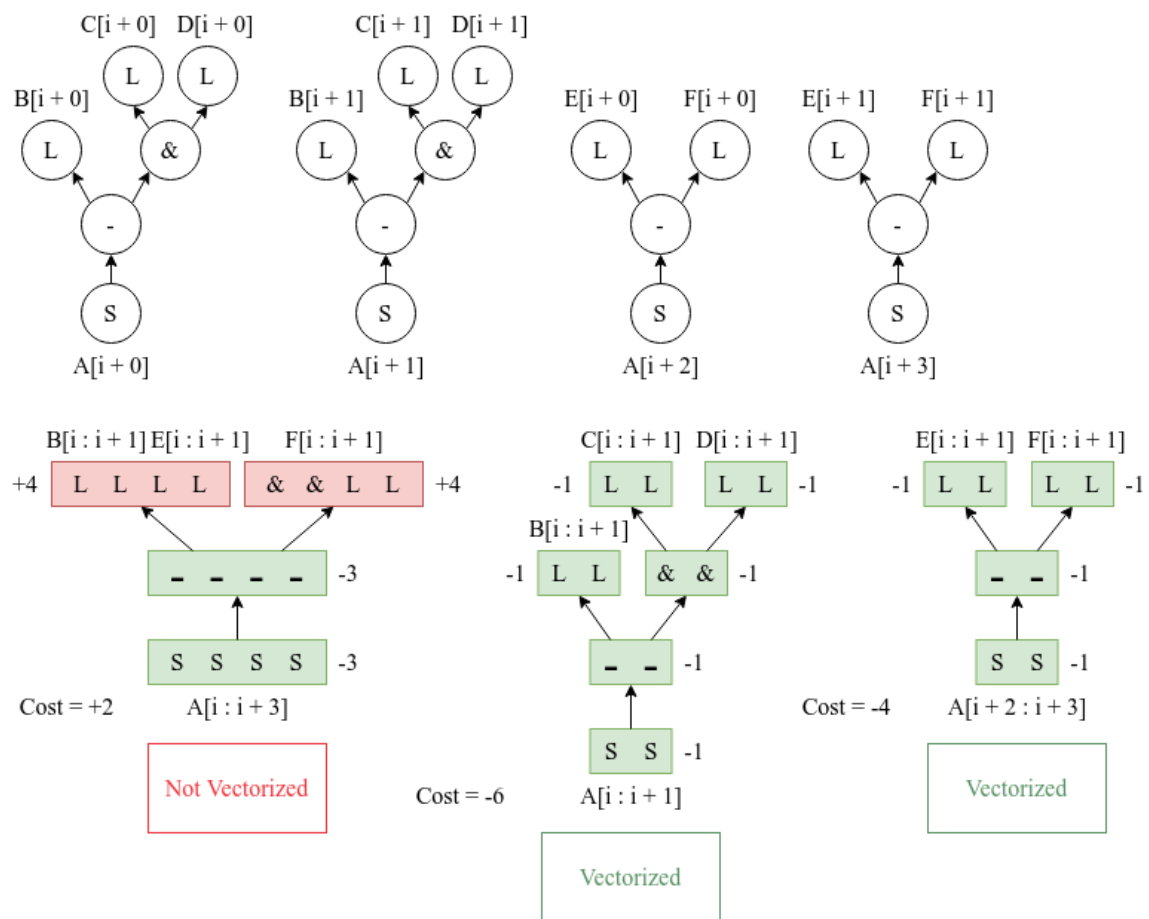 C[i + 0] D[i + 0] C[i + 1] D[i + 1]
L L L L
B[i + 0] B[i + 1] E[i + 0] F[i + 0] E[i + 1] F[i + 1]
L & L & L L L L
- - - -
S S S S
A[i + 0] A[i + 1] A[i + 2] A[i + 3]
B[i : i + 1] E[i : i + 1] F[i : i + 1] C[i : i + 1] D[i : i + 1] E[i : i + 1] F[i : i + 1]
+4 L L L L & & L L +4 -1 L L L L -1 -1 L L L L -1
B[i : i + 1]
- - - - -3 -1 L L & & -1 - - -1
S S S S -3 - - -1 S S -1
Cost = +2 A[i : i + 3] Cost = -4 A[i + 2 : i + 3]
S S -1
Not Vectorized Vectorized
Cost = -6 A[i : i + 1]
Vectorized